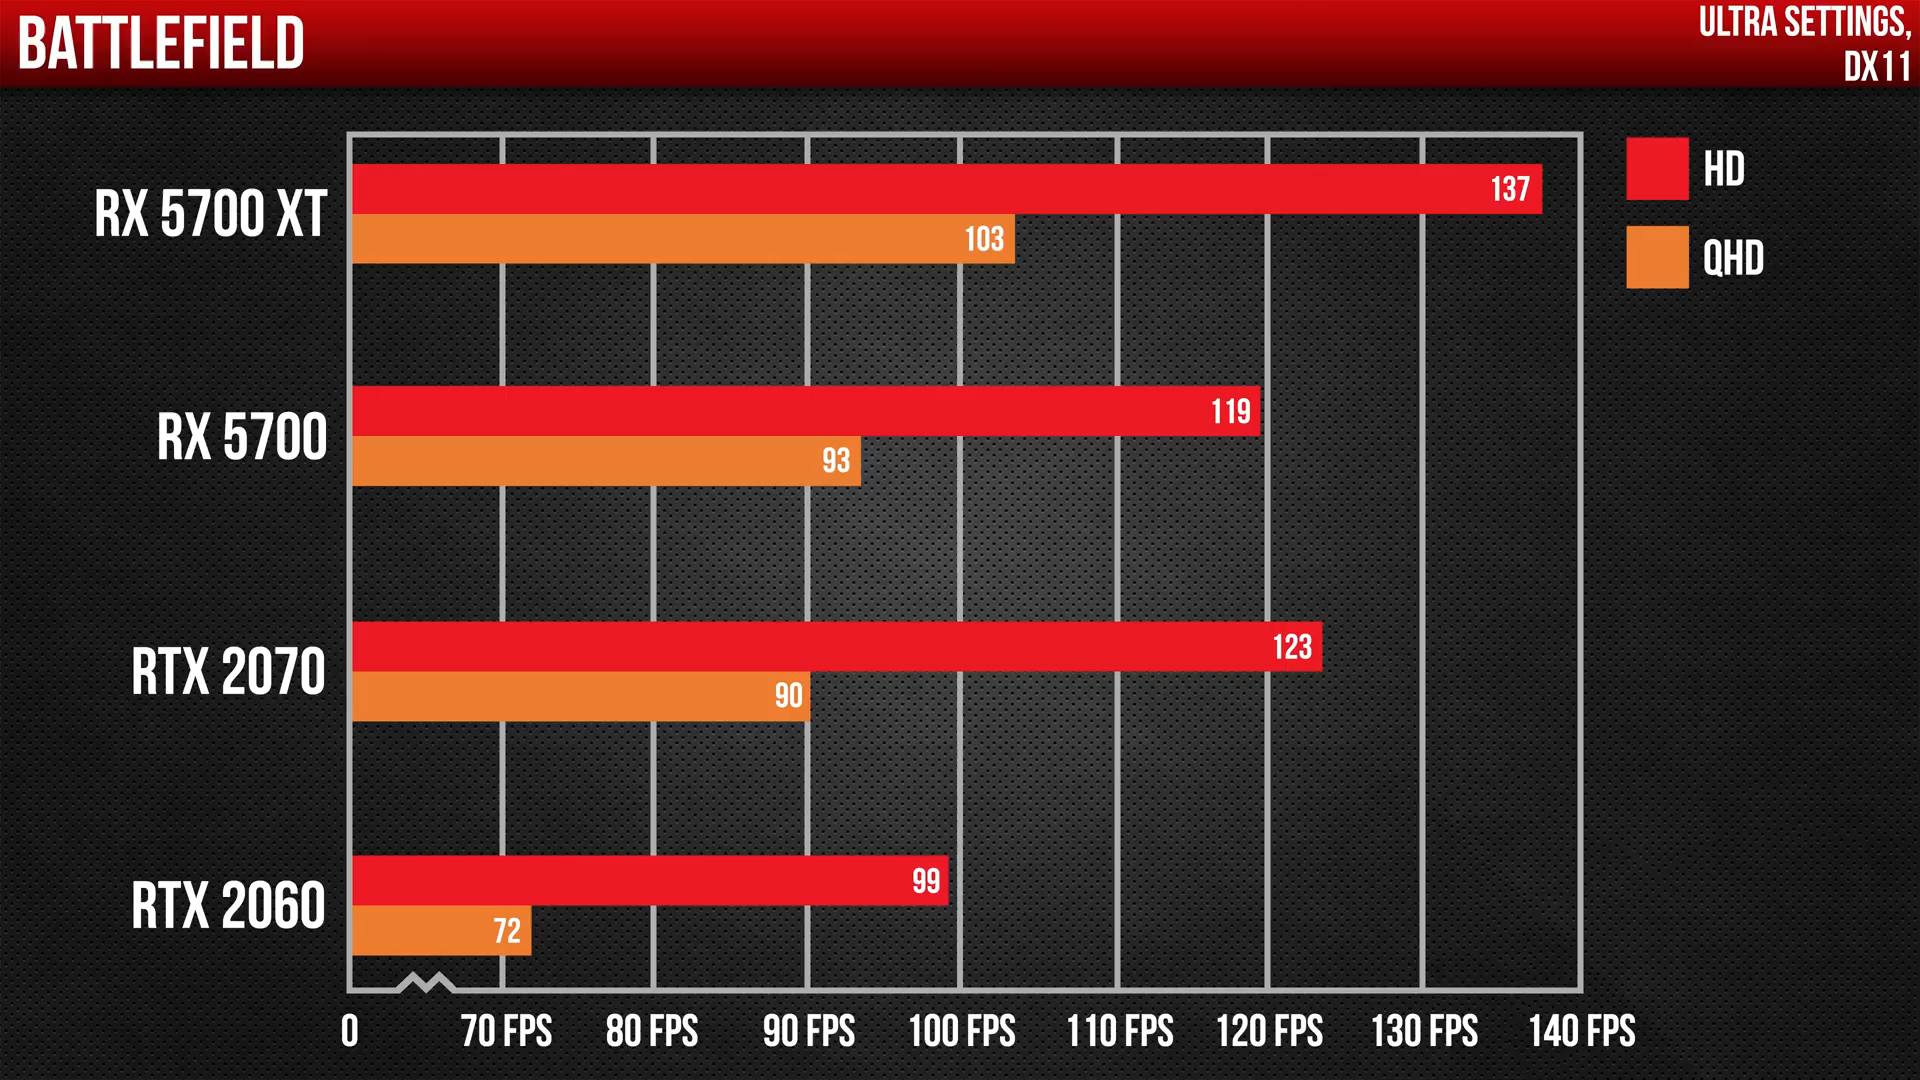 BATTLEFIELD
ULTRA SETTINGS,
DX11
HD
QHD
RX 5700 XT
137
103
RX 5700
119
93
RTX 2070
123
90
RTX 2060
99
72
0 70 FPS 80 FPS 90 FPS 100 FPS 110 FPS 120 FPS 130 FPS 140 FPS